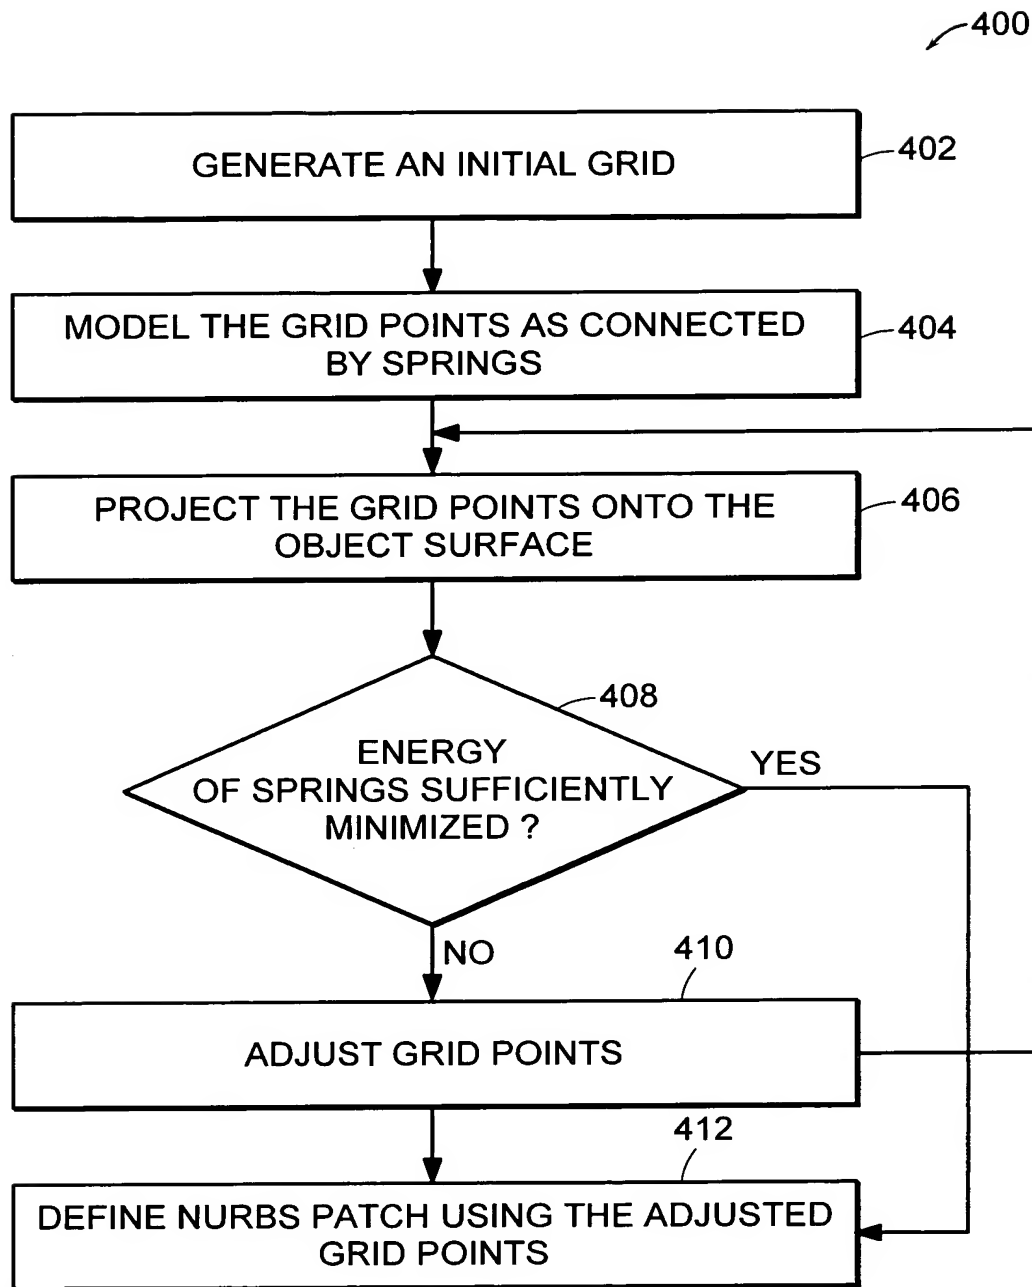 400
GENERATE AN INITIAL GRID
402
MODEL THE GRID POINTS AS CONNECTED
BY SPRINGS
404
PROJECT THE GRID POINTS ONTO THE
OBJECT SURFACE
406
408
ENERGY
OF SPRINGS SUFFICIENTLY
MINIMIZED ?
YES
NO
410
ADJUST GRID POINTS
412
DEFINE NURBS PATCH USING THE ADJUSTED
GRID POINTS